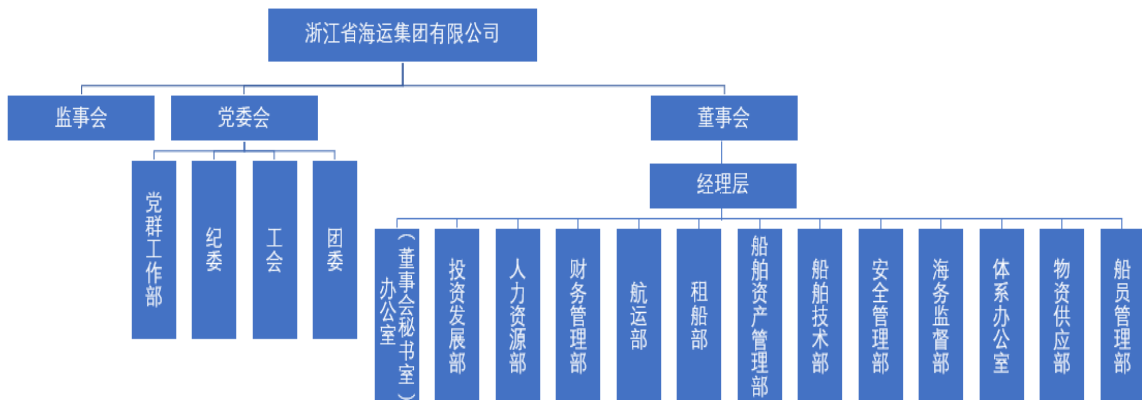 浙江省海运集团有限公司
监事会
党委会
董事会
经理层
党群工作部
纪委
工会
团委
办公室
（董事会秘书室）
投资发展部
人力资源部
财务管理部
航运部
租船部
船舶资产管理部
船舶技术部
安全管理部
海务监督部
体系办公室
物资供应部
船员管理部